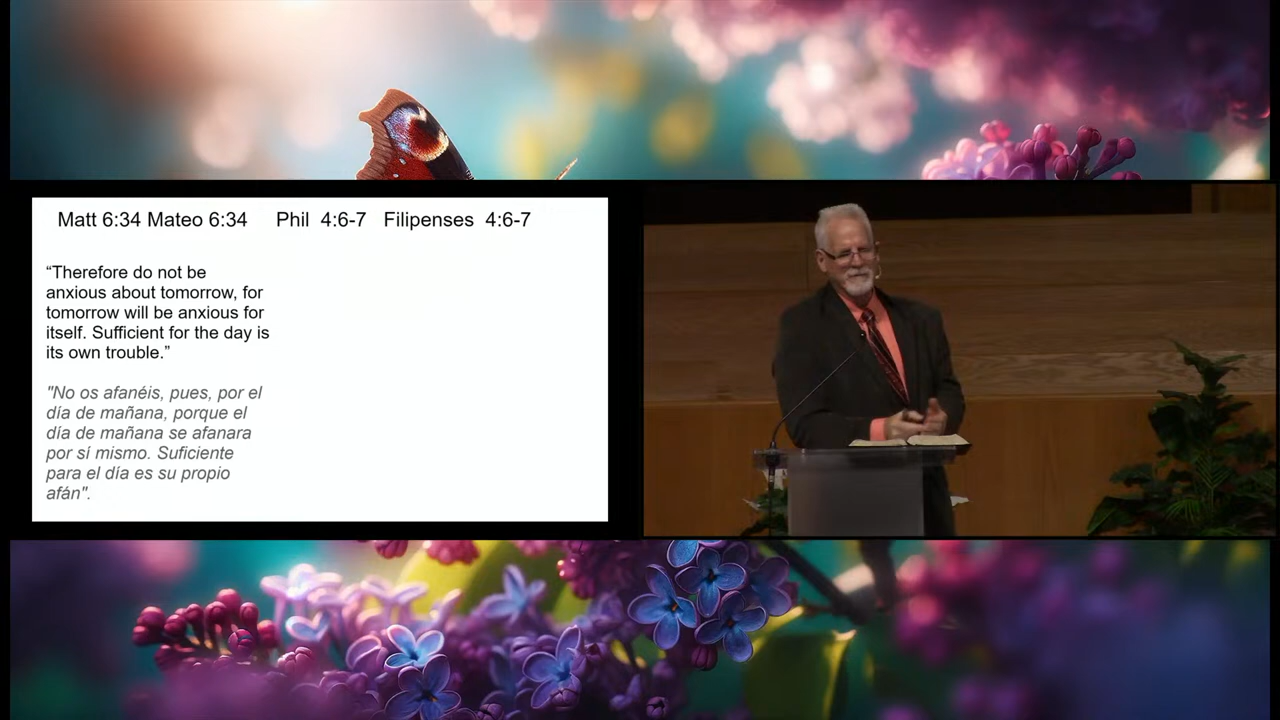 Matt 6:34 Mateo 6:34 Phil 4:6-7 Filipenses 4:6-7
“Therefore do not be
anxious about tomorrow, for
tomorrow will be anxious for
itself. Sufficient for the day is
its own trouble.”
"No os afanéis, pues, por el
día de mañana, porque el
día de mañana se afanara
por sí mismo. Suficiente
para el día es su propio
afán".